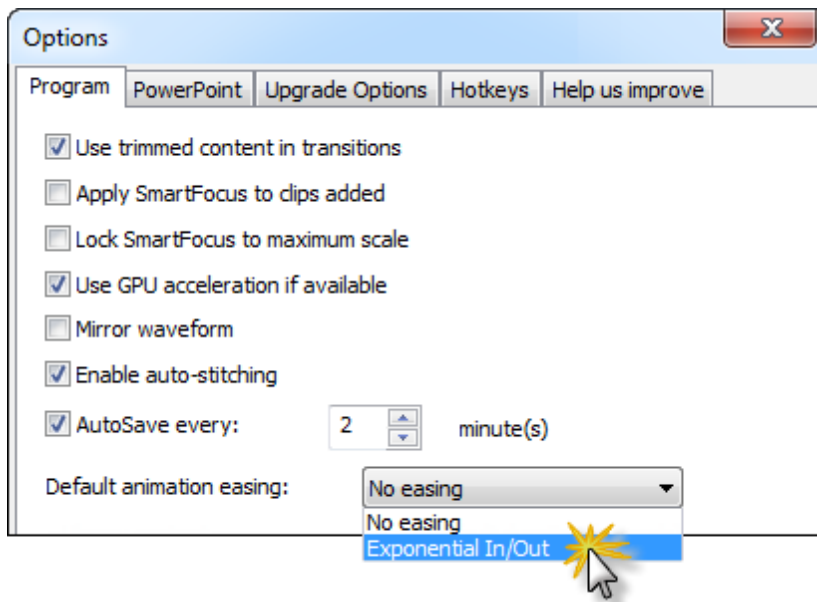 Options
Program PowerPoint Upgrade Options Hotkeys Help us improve
Use trimmed content in transitions
Apply SmartFocus to clips added
Lock SmartFocus to maximum scale
Use GPU acceleration if available
Mirror waveform
Enable auto-stitching
AutoSave every: 2 minute(s)
Default animation easing: No easing
No easing
Exponential In/Out